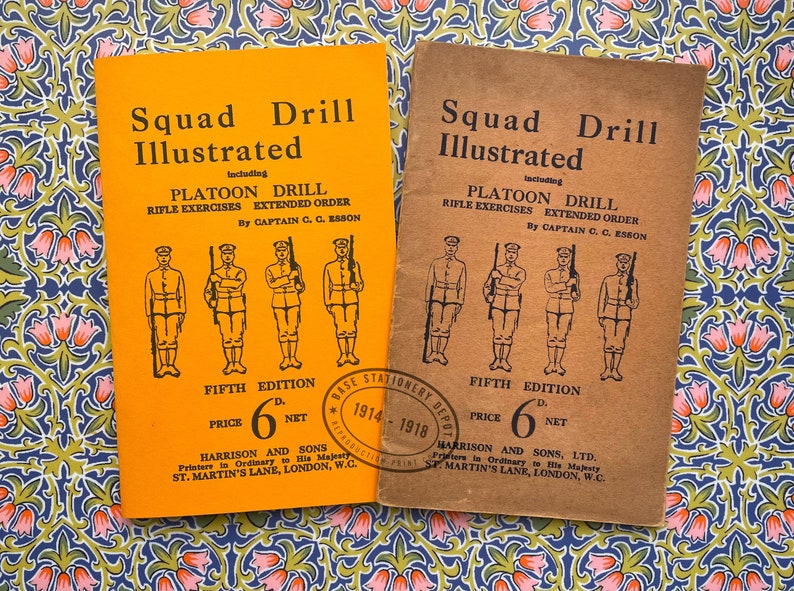 Squad Drill
Illustrated
including
PLATOON DRILL
RIFLE EXERCISES EXTENDED ORDER
By CAPTAIN C. C. ESSON
FIFTH EDITION
PRICE 6D. NET
HARRISON AND SONS
Printers in Ordinary to His Majesty
ST. MARTIN'S LANE, LONDON, W.C.
Squad Drill
Illustrated
including
PLATOON DRILL
RIFLE EXERCISES EXTENDED ORDER
By CAPTAIN C. C. ESSON
FIFTH EDITION
PRICE 6D. NET
HARRISON AND SONS, LTD.
Printers in Ordinary to His Majesty
ST. MARTIN'S LANE, LONDON, W.C.
BASE STATIONERY DEPOT
1914 - 1918
REPRODUCTION PRINT